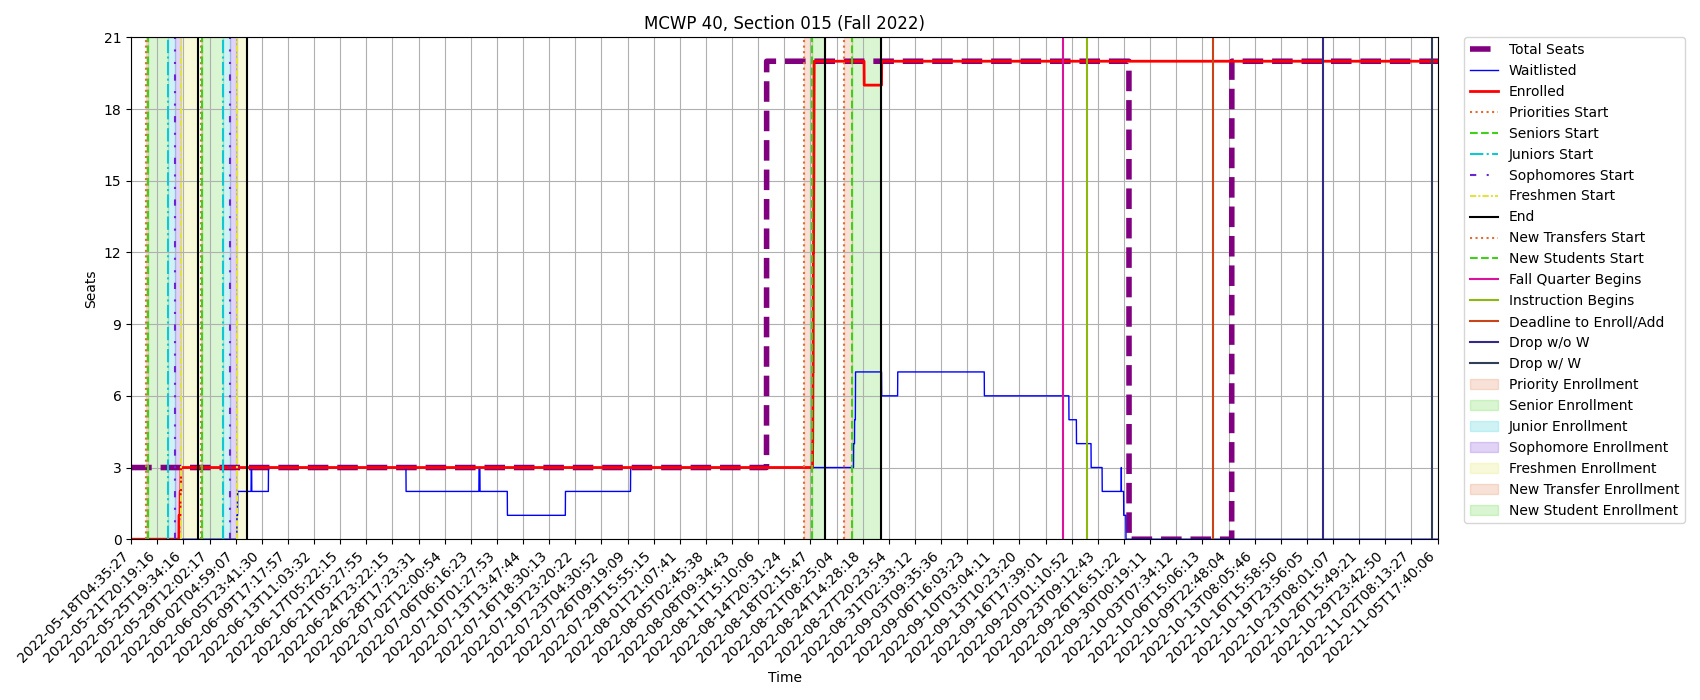 MCWP 40, Section 015 (Fall 2022)
21
18
15
12
9
6
3
0
Seats
2022-05-18T04:35:27
2022-05-21T20:19:16
2022-05-25T19:34:16
2022-05-29T12:02:17
2022-06-02T04:59:07
2022-06-05T23:41:30
2022-06-09T17:17:57
2022-06-13T11:03:32
2022-06-17T05:22:15
2022-06-21T05:27:55
2022-06-24T23:22:15
2022-06-28T17:23:31
2022-07-02T12:00:54
2022-07-06T06:16:23
2022-07-10T01:27:53
2022-07-13T13:47:44
2022-07-16T18:30:13
2022-07-19T23:20:22
2022-07-23T04:30:52
2022-07-26T09:19:09
2022-07-29T15:55:15
2022-08-01T21:07:41
2022-08-05T02:45:38
2022-08-08T09:34:43
2022-08-11T15:10:06
2022-08-14T20:31:24
2022-08-18T02:15:47
2022-08-21T08:25:04
2022-08-24T14:28:18
2022-08-27T20:23:54
2022-08-31T02:33:12
2022-09-03T09:35:36
2022-09-06T16:03:23
2022-09-10T03:04:11
2022-09-13T10:23:20
2022-09-16T17:39:01
2022-09-20T01:10:52
2022-09-23T09:12:43
2022-09-26T16:51:22
2022-09-30T00:19:11
2022-10-03T07:34:12
2022-10-06T15:06:13
2022-10-09T22:48:04
2022-10-13T08:05:46
2022-10-16T15:58:50
2022-10-19T23:56:05
2022-10-23T08:01:07
2022-10-26T15:49:21
2022-10-29T23:42:50
2022-11-02T08:13:27
2022-11-05T17:40:06
Time
Total Seats
Waitlisted
Enrolled
Priorities Start
Seniors Start
Juniors Start
Sophomores Start
Freshmen Start
End
New Transfers Start
New Students Start
Fall Quarter Begins
Instruction Begins
Deadline to Enroll/Add
Drop w/o W
Drop w/ W
Priority Enrollment
Senior Enrollment
Junior Enrollment
Sophomore Enrollment
Freshmen Enrollment
New Transfer Enrollment
New Student Enrollment